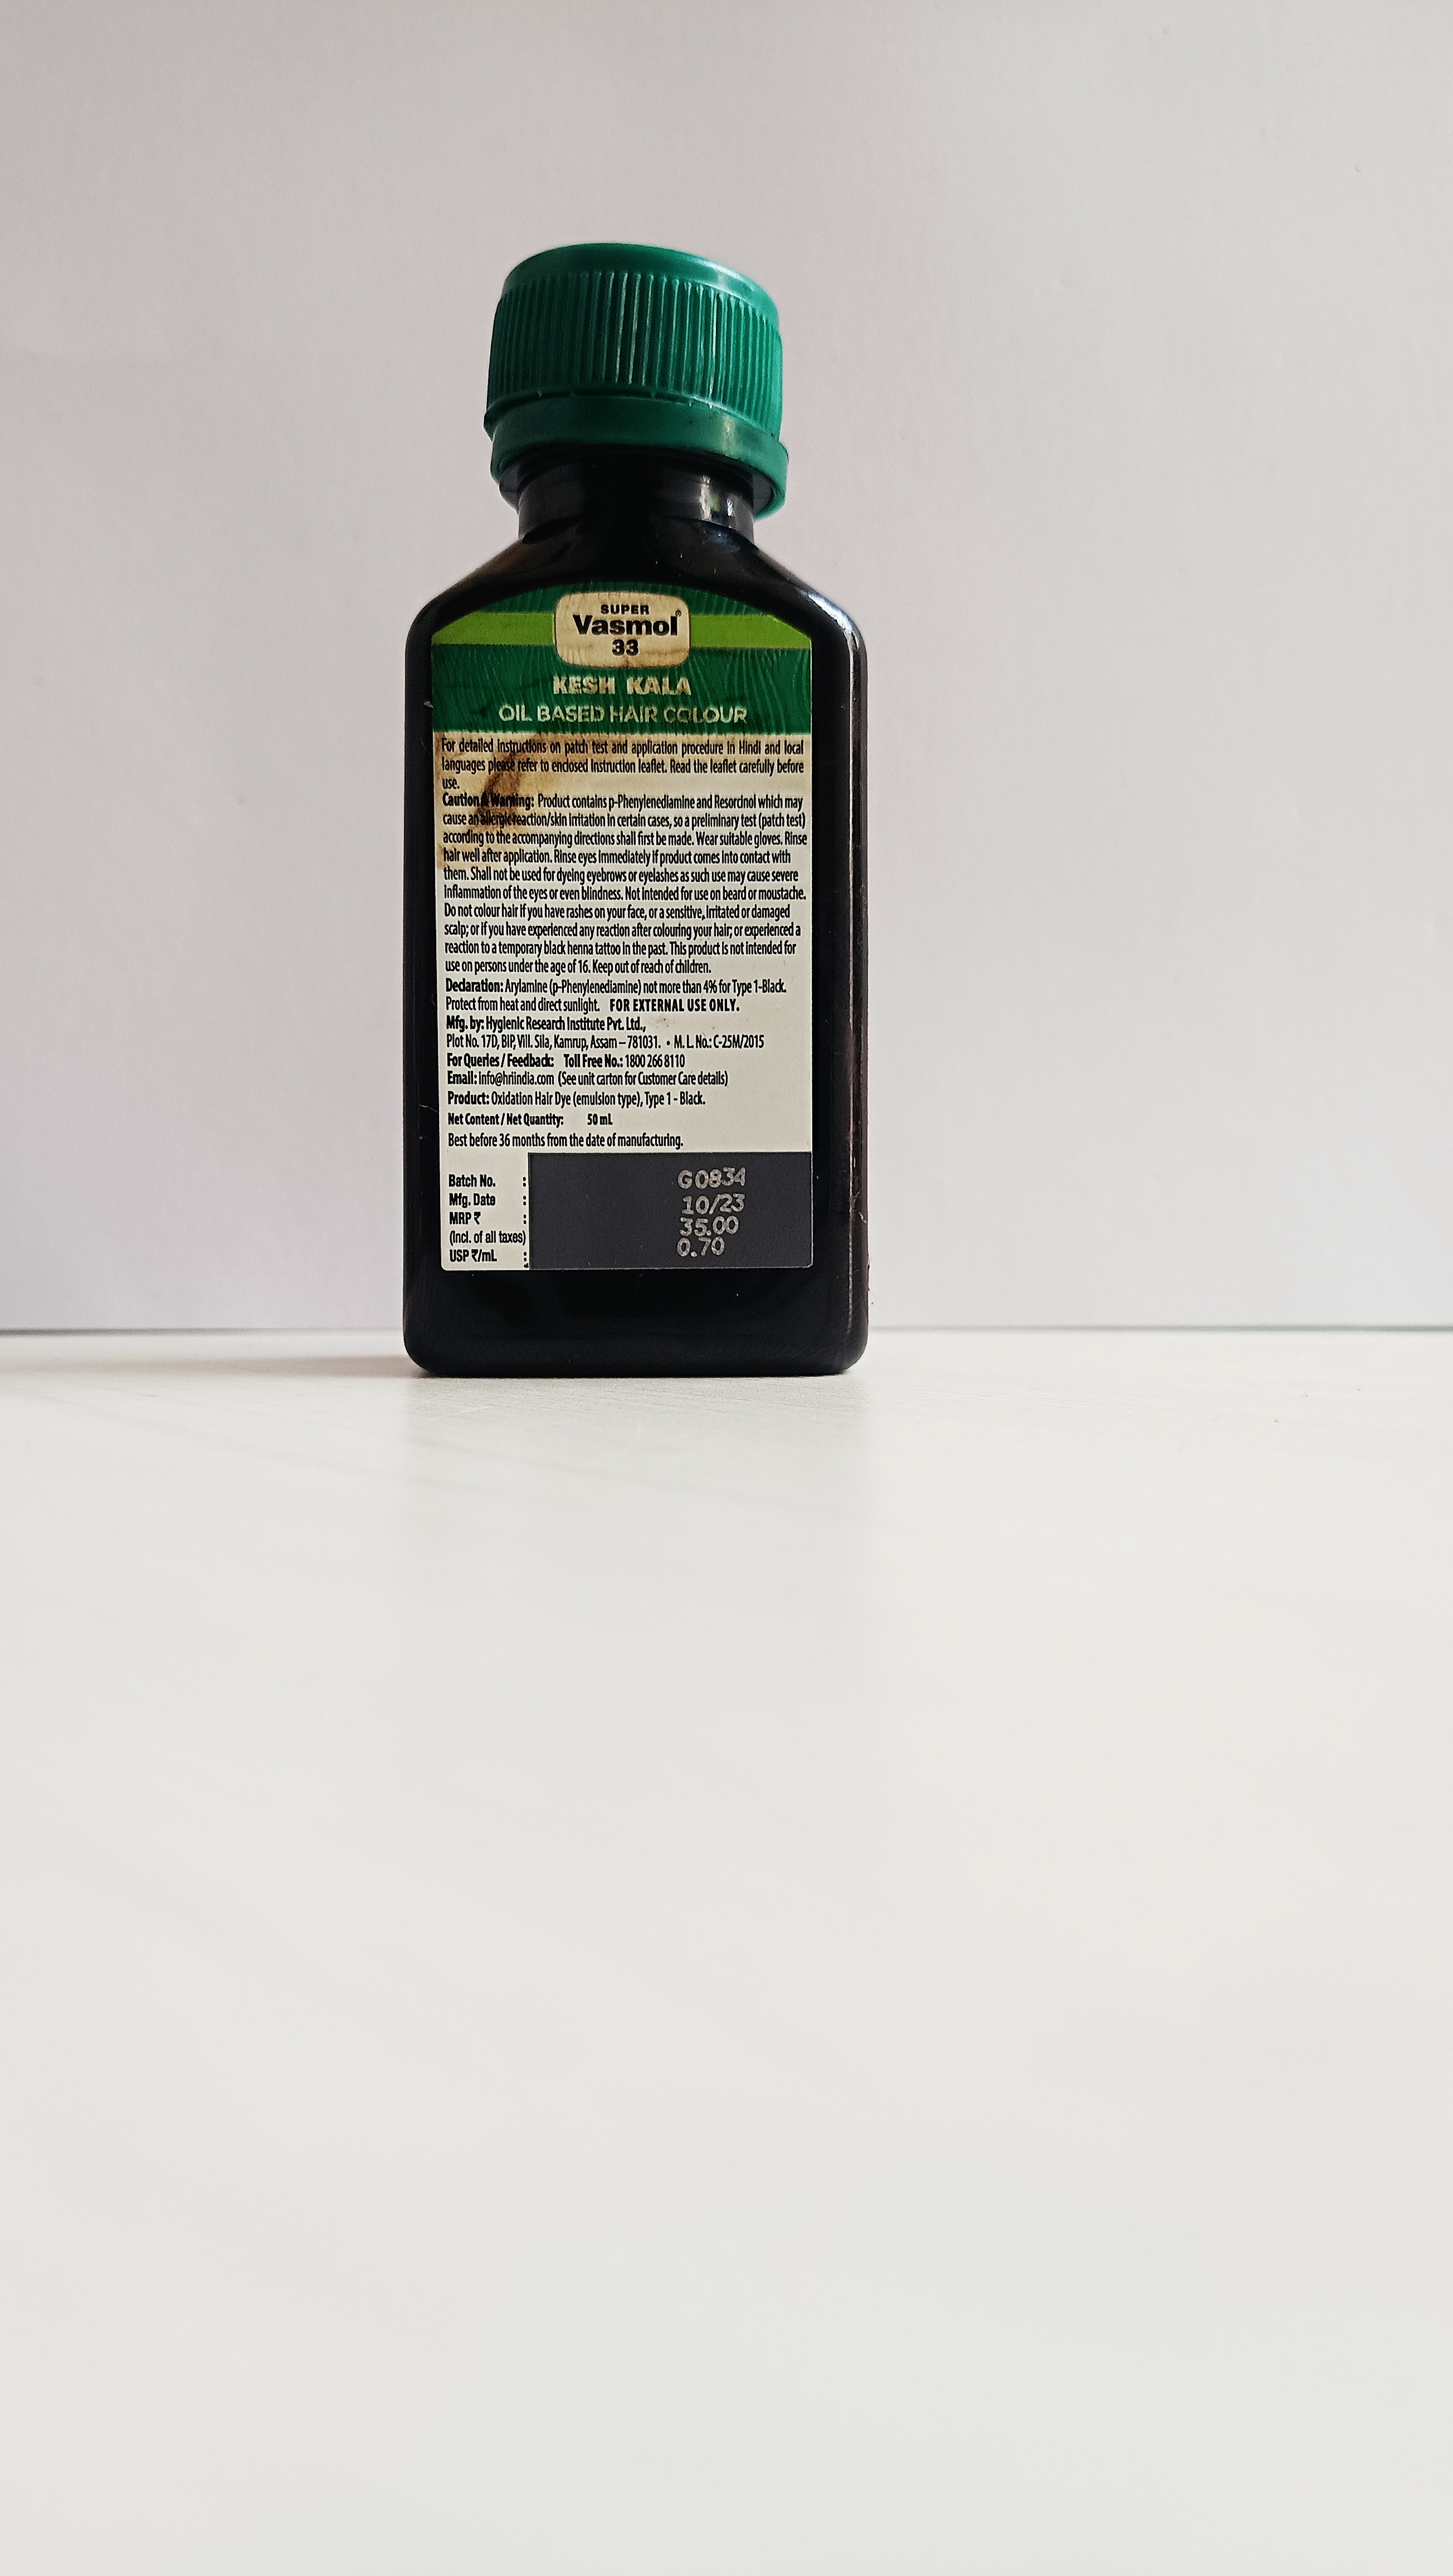 SUPER
Vasmol®
33
KESH KALA
OIL BASED HAIR COLOUR
For detailed instructions on patch test and application procedure in Hindi and local
languages please refer to enclosed Instruction leaflet. Read the leaflet carefully before
use.
Caution & Warning: Product contains p-Phenylenediamine and Resorcinol which may
cause an allergic reaction/skin irritation in certain cases, so a preliminary test (patch test)
according to the accompanying directions shall first be made. Wear suitable gloves. Rinse
hair well after application. Rinse eyes immediately if product comes into contact with
them. Shall not be used for dyeing eyebrows or eyelashes as such use may cause severe
inflammation of the eyes or even blindness. Not intended for use on beard or moustache.
Do not colour hair if you have rashes on your face, or a sensitive, irritated or damaged
scalp; or if you have experienced any reaction after colouring your hair; or experienced a
reaction to a temporary black henna tattoo in the past. This product is not intended for
use on persons under the age of 16. Keep out of reach of children.
Declaration: Arylamine (p-Phenylenediamine) not more than 4% for Type 1-Black.
Protect from heat and direct sunlight. FOR EXTERNAL USE ONLY.
Mfg. by: Hygienic Research Institute Pvt. Ltd.,
Plot No. 17D, BIP, Vill. Sila, Kamrup, Assam – 781031. • M. L. No.: C-25M/2015
For Queries / Feedback: Toll Free No.: 1800 266 8110
Email: info@hriindia.com (See unit carton for Customer Care details)
Product: Oxidation Hair Dye (emulsion type), Type 1 - Black.
Net Content / Net Quantity: 50 mL
Best before 36 months from the date of manufacturing.
Batch No. : G0834
Mfg. Date : 10/23
MRP ₹ : 35.00
(Incl. of all taxes)
USP ₹/mL : 0.70